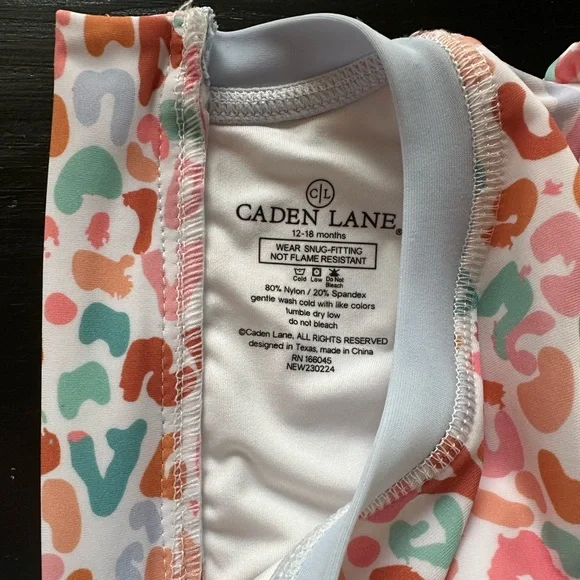 C|L
CADEN LANE®
12-18 months
WEAR SNUG-FITTING
NOT FLAME RESISTANT
Cold Low Do Not
Bleach
80% Nylon / 20% Spandex
gentle wash cold with like colors
tumble dry low
do not bleach
©Caden Lane, ALL RIGHTS RESERVED
designed in Texas, made in China
RN 166045
NEW230224